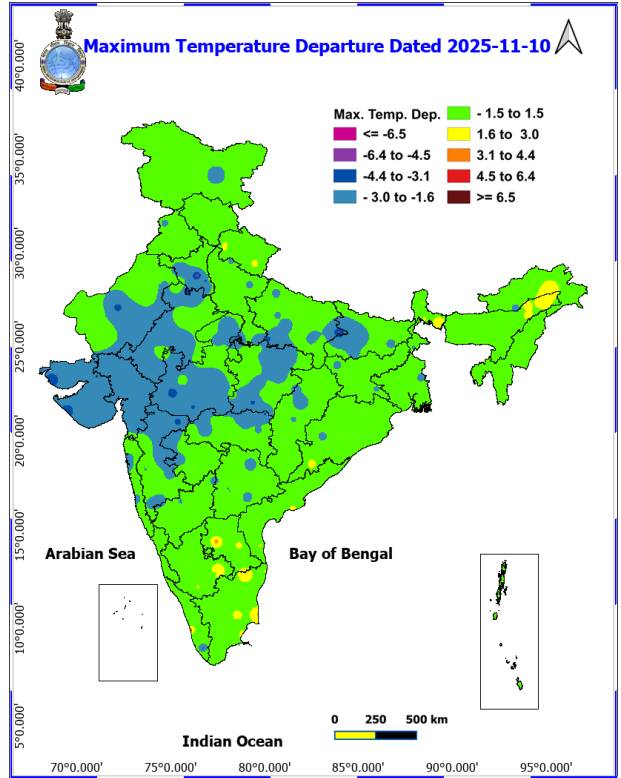 Maximum Temperature Departure Dated 2025-11-10
Max. Temp. Dep.
<= -6.5
-6.4 to -4.5
-4.4 to -3.1
- 3.0 to -1.6
- 1.5 to 1.5
1.6 to 3.0
3.1 to 4.4
4.5 to 6.4
>= 6.5
40°0.000'
35°0.000'
30°0.000'
25°0.000'
20°0.000'
15°0.000'
10°0.000'
5°0.000'
Arabian Sea
Bay of Bengal
Indian Ocean
0 250 500 km
70°0.000' 75°0.000' 80°0.000' 85°0.000' 90°0.000' 95°0.000'